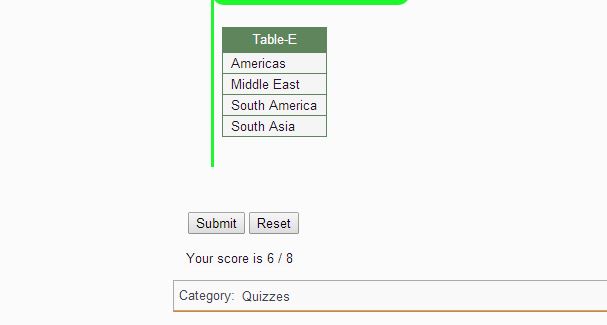 Table-E
Americas
Middle East
South America
South Asia
Submit Reset
Your score is 6 / 8
Category: Quizzes